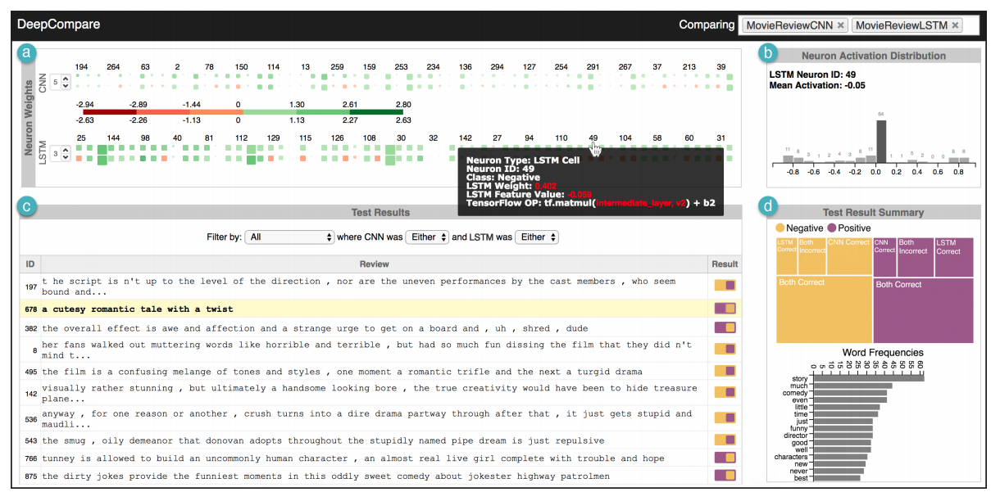 DeepCompare
Comparing MovieReviewCNN × MovieReviewLSTM ×
a
Neuron Weights
CNN
5
194 264 63 2 78 150 114 13 259 159 253 234 136 294 127 254 291 267 37 213 39
-2.94 -2.89 -1.44 0 1.30 2.61 2.80
-2.63 -2.26 -1.13 0 1.13 2.27 2.63
LSTM
3
25 144 98 40 81 112 129 115 126 108 30 32 142 27 94 110 49 104 58 60 31
Neuron Type: LSTM Cell
Neuron ID: 49
Class: Negative
LSTM Weight: 0.402
LSTM Feature Value: -0.059
TensorFlow OP: tf.matmul(intermediate_layer, v2) + b2
b
Neuron Activation Distribution
LSTM Neuron ID: 49
Mean Activation: -0.05
64
11 8 3 1 2 4 3 8 11 1 1 5 2 0 0 8 8
-0.8 -0.6 -0.4 -0.2 0.0 0.2 0.4 0.6 0.8
c
Test Results
Filter by: All where CNN was Either and LSTM was Either
ID Review Result
197 t he script is n't up to the level of the direction , nor are the uneven performances by the cast members , who seem
bound and...
678 a cutesy romantic tale with a twist
382 the overall effect is awe and affection and a strange urge to get on a board and , uh , shred , dude
8 her fans walked out muttering words like horrible and terrible , but had so much fun dissing the film that they did n't
mind t...
495 the film is a confusing melange of tones and styles , one moment a romantic trifle and the next a turgid drama
142 visually rather stunning , but ultimately a handsome looking bore , the true creativity would have been to hide treasure
plane...
536 anyway , for one reason or another , crush turns into a dire drama partway through after that , it just gets stupid and
maudli...
543 the smug , oily demeanor that donovan adopts throughout the stupidly named pipe dream is just repulsive
766 tunney is allowed to build an uncommonly human character , an almost real live girl complete with trouble and hope
875 the dirty jokes provide the funniest moments in this oddly sweet comedy about jokester highway patrolmen
d
Test Result Summary
Negative Positive
LSTM Correct
Both Incorrect
CNN Correct
CNN Correct
Both Incorrect
LSTM Correct
Both Correct
Both Correct
Word Frequencies
0 5 10 15 20 25 30 35 40 45 50 55 60
story
much
comedy
even
little
time
just
funny
director
good
well
characters
new
never
best